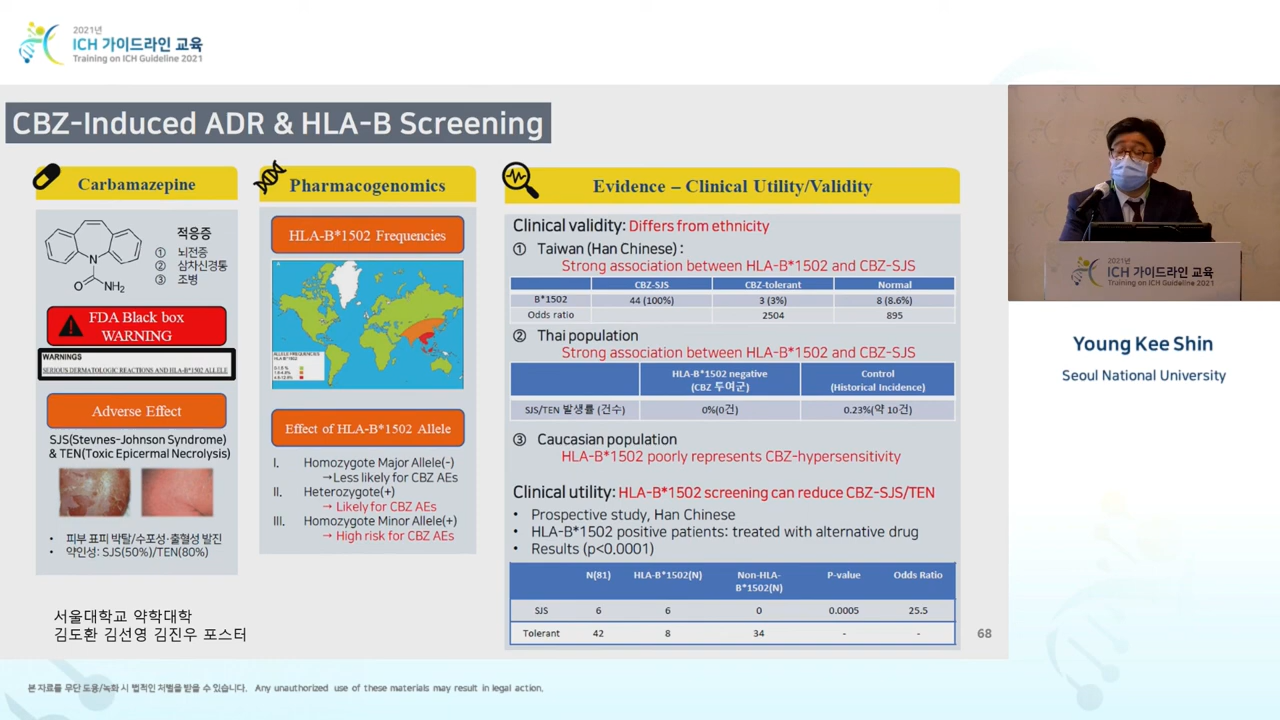 2021년
ICH 가이드라인 교육
Training on ICH Guideline 2021
CBZ-Induced ADR & HLA-B Screening
Carbamazepine
N
O
NH2
적응증
① 뇌전증
② 삼차신경통
③ 조병
FDA Black box
WARNING
WARNINGS
SERIOUS DERMATOLOGIC REACTIONS AND HLA-B*1502 ALLELE
Adverse Effect
SJS(Stevnes-Johnson Syndrome)
& TEN(Toxic Epicermal Necrolysis)
• 피부 표피 박탈/수포성·출혈성 발진
• 약인성: SJS(50%)/TEN(80%)
서울대학교 약학대학
김도환 김선영 김진우 포스터
Pharmacogenomics
HLA-B*1502 Frequencies
ALLELE FREQUENCIES
HLA B*1502
Effect of HLA-B*1502 Allele
I. Homozygote Major Allele(-)
→Less likely for CBZ AEs
II. Heterozygote(+)
→ Likely for CBZ AEs
III. Homozygote Minor Allele(+)
→ High risk for CBZ AEs
Evidence – Clinical Utility/Validity
Clinical validity: Differs from ethnicity
① Taiwan (Han Chinese) :
Strong association between HLA-B*1502 and CBZ-SJS
CBZ-SJS CBZ-tolerant Normal
B*1502 44 (100%) 3 (3%) 8 (8.6%)
Odds ratio 2504 895
② Thai population
Strong association between HLA-B*1502 and CBZ-SJS
HLA-B*1502 negative Control
(CBZ 투여군) (Historical Incidence)
SJS/TEN 발생률 (건수) 0%(0건) 0.23%(약 10건)
③ Caucasian population
HLA-B*1502 poorly represents CBZ-hypersensitivity
Clinical utility: HLA-B*1502 screening can reduce CBZ-SJS/TEN
• Prospective study, Han Chinese
• HLA-B*1502 positive patients: treated with alternative drug
• Results (p<0.0001)
N(81) HLA-B*1502(N) Non-HLA- P-value Odds Ratio
B*1502(N)
SJS 6 6 0 0.0005 25.5
Tolerant 42 8 34 - -
68
2021년
ICH 가이드라인 교육
Training on ICH Guideline 2021
Young Kee Shin
Seoul National University
본 자료를 무단 도용/녹화 시 법적인 처벌을 받을 수 있습니다. Any unauthorized use of these materials may result in legal action.